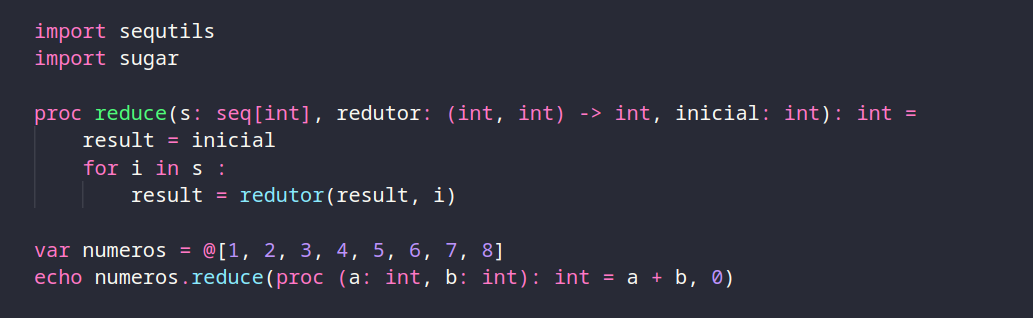 import sequtils
import sugar
proc reduce(s: seq[int], redutor: (int, int) -> int, inicial: int): int =
result = inicial
for i in s :
result = redutor(result, i)
var numeros = @[1, 2, 3, 4, 5, 6, 7, 8]
echo numeros.reduce(proc (a: int, b: int): int = a + b, 0)